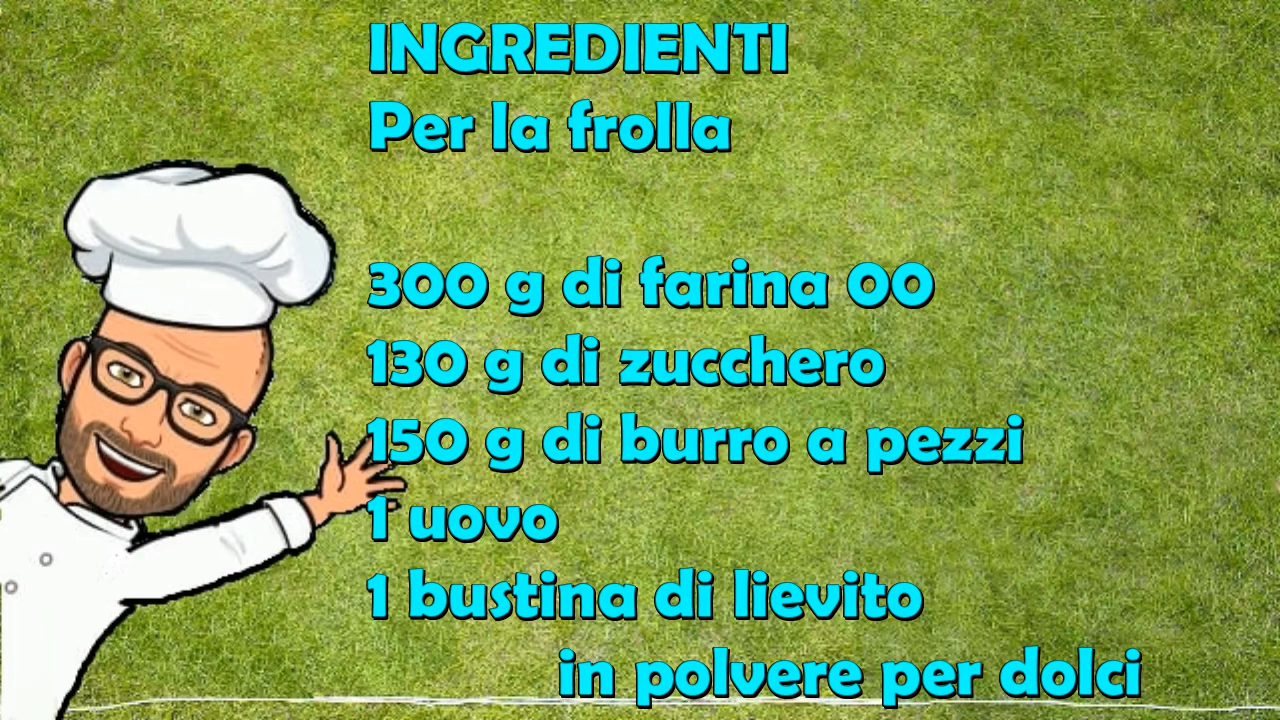 INGREDIENTI
Per la frolla
300 g di farina 00
130 g di zucchero
150 g di burro a pezzi
1 uovo
1 bustina di lievito
in polvere per dolci